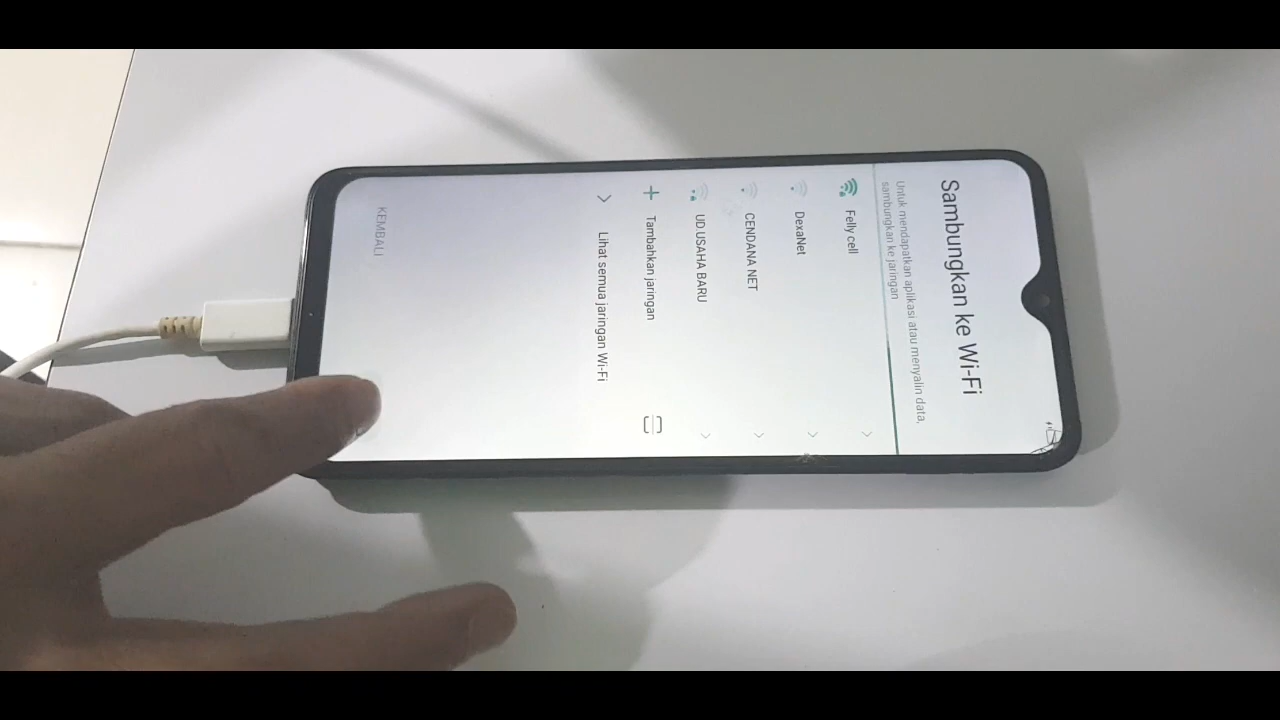 Sambungkan ke Wi-Fi
Untuk mendapatkan aplikasi atau menyalin data,
sambungkan ke jaringan
Felly cell
DexaNet
CENDANA NET
UD.USAHA BARU
Tambahkan jaringan
Lihat semua jaringan Wi-Fi
KEMBALI